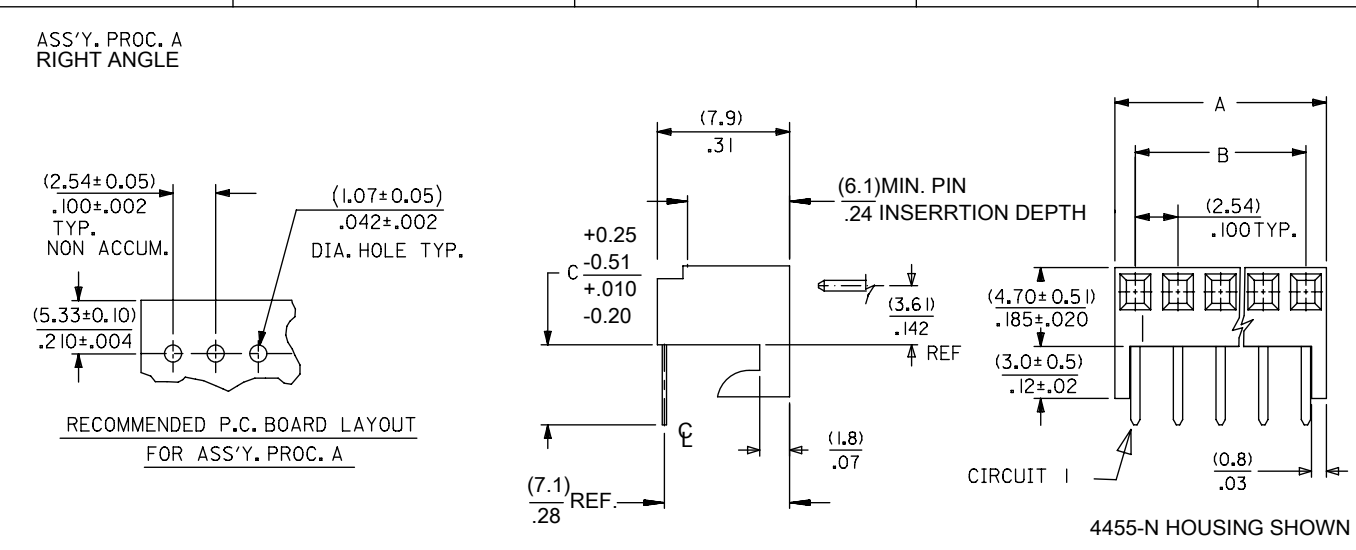 ASS'Y. PROC. A
RIGHT ANGLE
(2.54±0.05)
.100±.002
TYP.
NON ACCUM.
(1.07±0.05)
.042±.002
DIA. HOLE TYP.
(5.33±0.10)
.210±.004
RECOMMENDED P.C. BOARD LAYOUT
FOR ASS'Y. PROC. A
(7.9)
.31
(6.1) MIN. PIN
.24 INSERRTION DEPTH
C
+0.25
-0.51
+.010
-0.20
(3.61)
.142
REF
℄
(1.8)
.07
(7.1)
.28
REF.
A
B
(2.54)
.100 TYP.
(4.70±0.51)
.185±.020
(3.0±0.5)
.12±.02
CIRCUIT 1
(0.8)
.03
4455-N HOUSING SHOWN